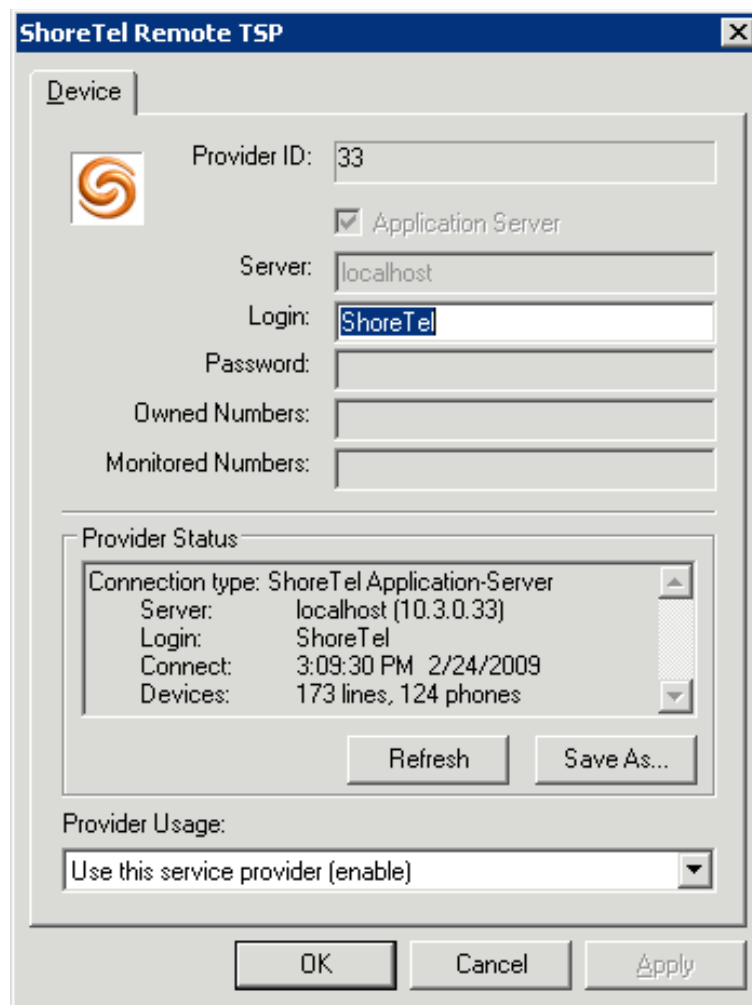 ShoreTel Remote TSP
Device
Provider ID: 33
Application Server
Server: localhost
Login: ShoreTel
Password:
Owned Numbers:
Monitored Numbers:
Provider Status
Connection type: ShoreTel Application-Server
Server: localhost (10.3.0.33)
Login: ShoreTel
Connect: 3:09:30 PM 2/24/2009
Devices: 173 lines, 124 phones
Refresh Save As...
Provider Usage:
Use this service provider (enable)
OK Cancel Apply